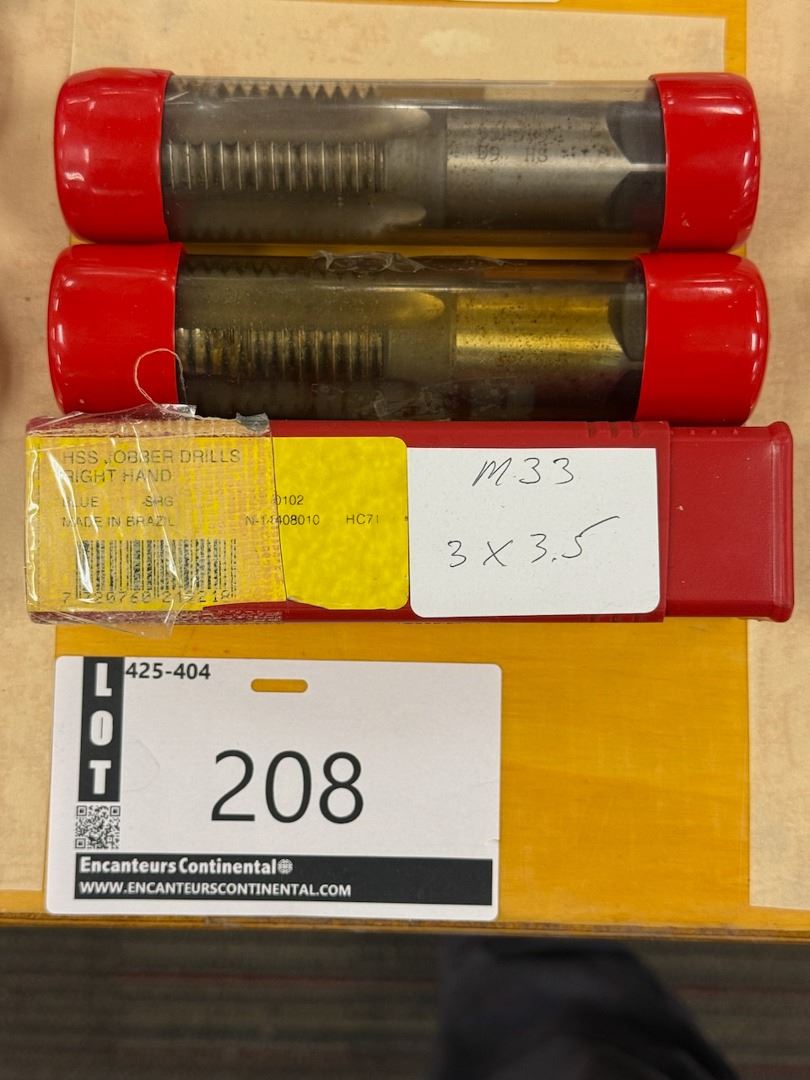 HSS JOBBER DRILLS
RIGHT HAND
MADE IN BRAZIL
N-11408010 HC71
M33
3 X 3.5
LOT
425-404
208
Encanteurs Continental
WWW.ENCANTEURSCONTINENTAL.COM